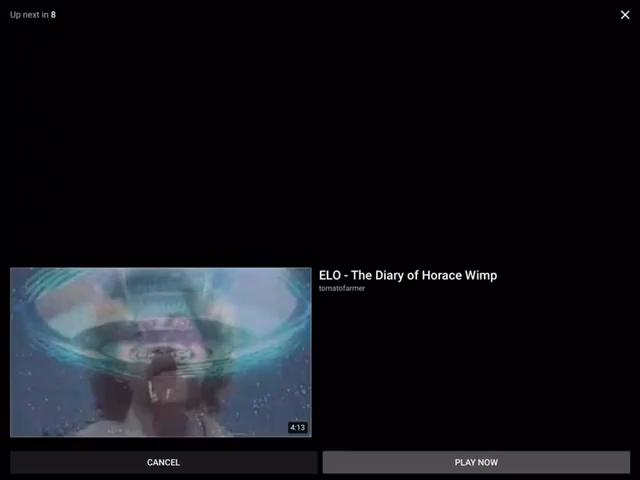 Up next in 8
ELO - The Diary of Horace Wimp
tomatofarmer
4:13
CANCEL
PLAY NOW